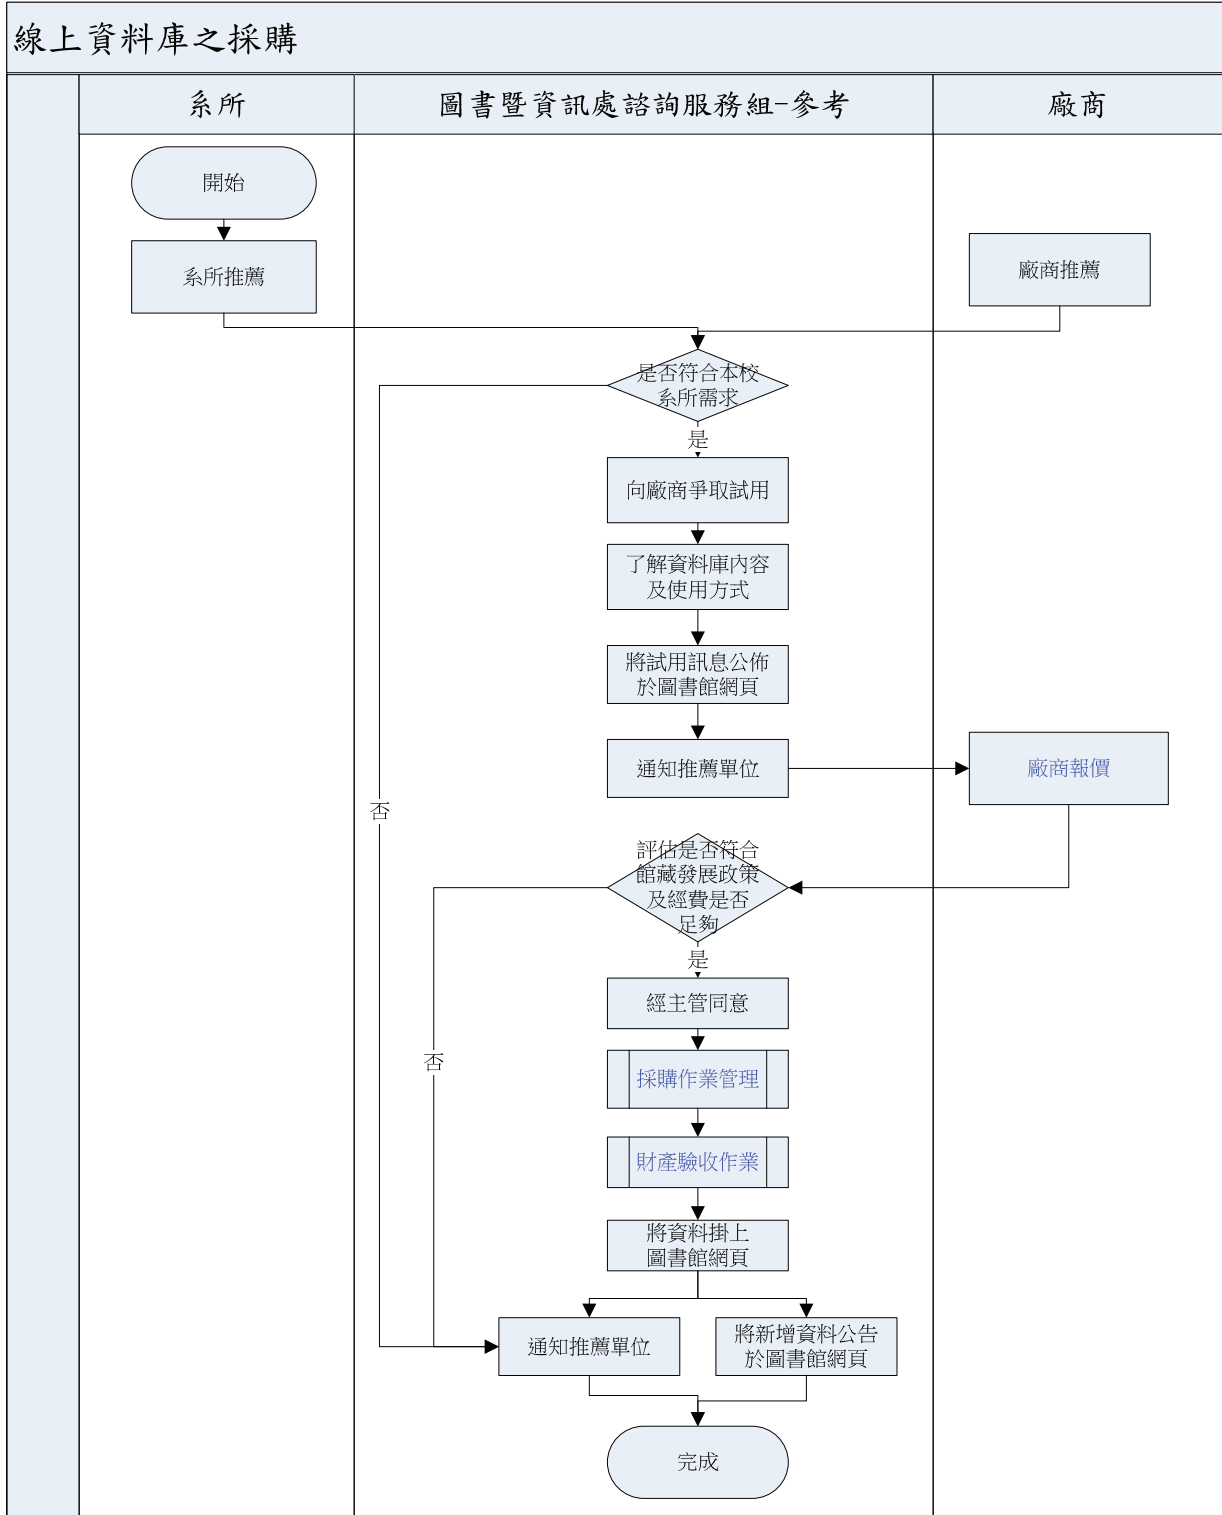 線上資料庫之採購
系所
圖書暨資訊處諮詢服務組-參考
廠商
開始
系所推薦
廠商推薦
是否符合本校
系所需求
是
向廠商爭取試用
了解資料庫內容
及使用方式
將試用訊息公佈
於圖書館網頁
通知推薦單位
廠商報價
否
評估是否符合
館藏發展政策
及經費是否
足夠
是
經主管同意
否
採購作業管理
財產驗收作業
將資料掛上
圖書館網頁
通知推薦單位
將新增資料公告
於圖書館網頁
完成